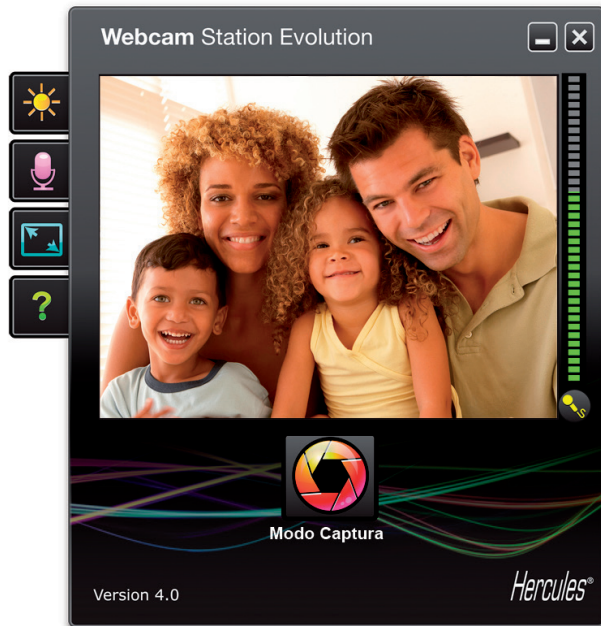 Webcam Station Evolution
?
S
Modo Captura
Version 4.0
Hercules®